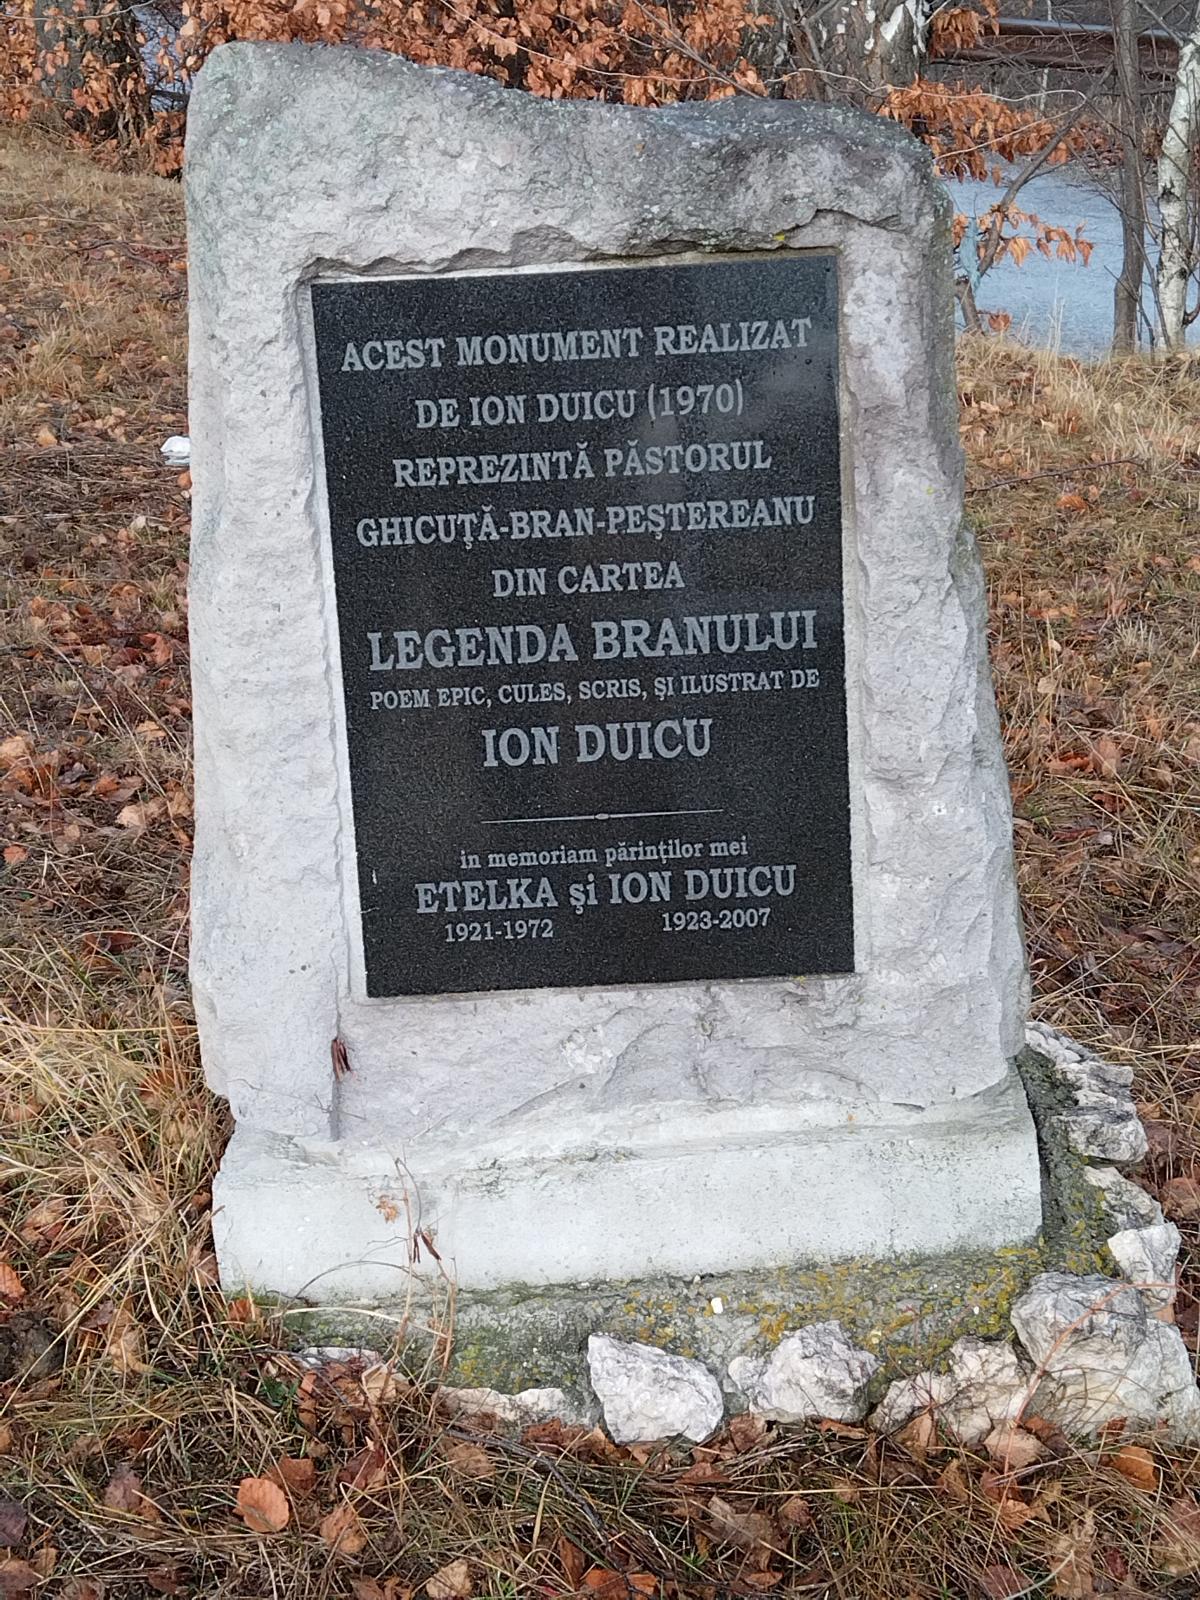 ACEST MONUMENT REALIZAT
DE ION DUICU (1970)
REPREZINTĂ PĂSTORUL
GHICUŢĂ-BRAN-PEŞTEREANU
DIN CARTEA
LEGENDA BRANULUI
POEM EPIC, CULES, SCRIS, ŞI ILUSTRAT DE
ION DUICU
in memoriam părinţilor mei
ETELKA şi ION DUICU
1921-1972 1923-2007